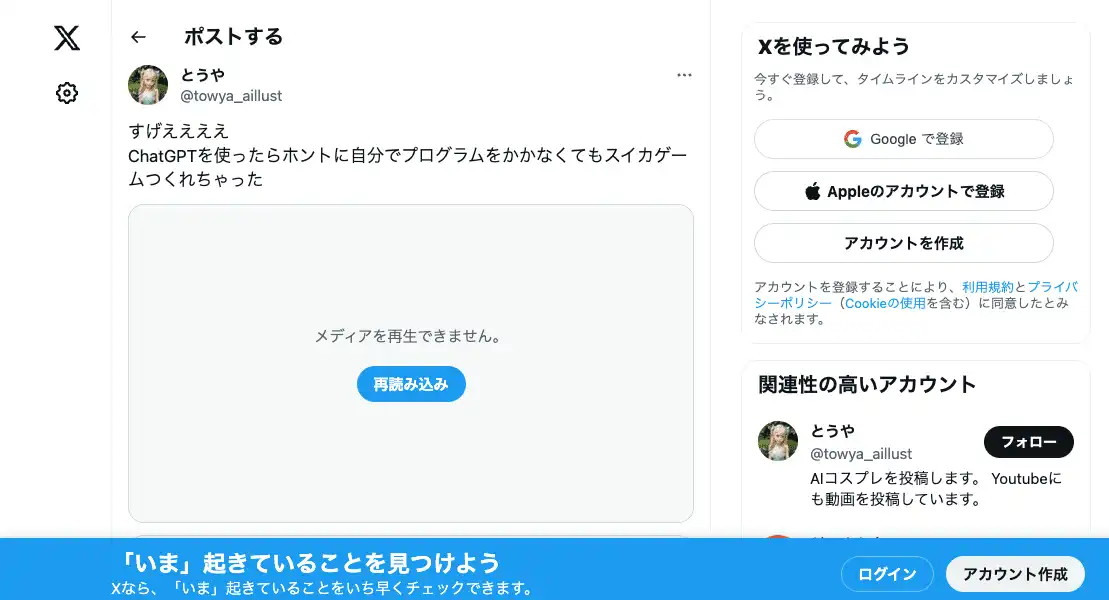 ポストする
とうや
@towya_aillust
すげええええ
ChatGPTを使ったらホントに自分でプログラムをかかなくてもスイカゲー
ムつくれちゃった
メディアを再生できません。
再読み込み
Xを使ってみよう
今すぐ登録して、タイムラインをカスタマイズしましょ
う。
Google で登録
Appleのアカウントで登録
アカウントを作成
アカウントを登録することにより、利用規約とプライバ
シーポリシー（Cookieの使用を含む）に同意したとみ
なされます。
関連性の高いアカウント
とうや
@towya_aillust
フォロー
AIコスプレを投稿します。 Youtubeに
も動画を投稿しています。
「いま」起きていることを見つけよう
Xなら、「いま」起きていることをいち早くチェックできます。
ログイン
アカウント作成